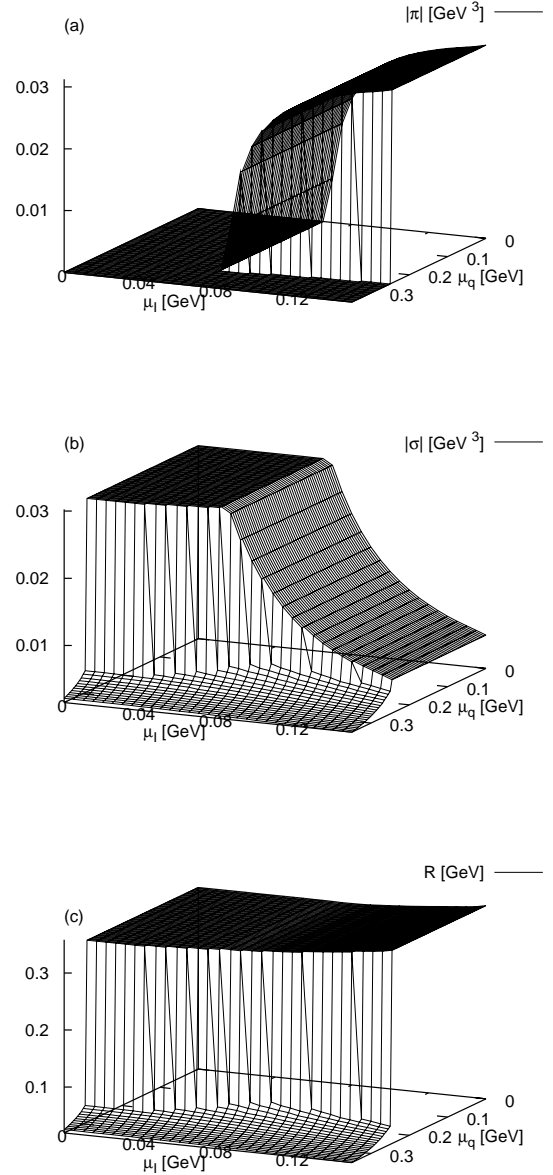 (a)
|π| [GeV 3]
0.03
0.02
0.01
0
0.04
0.08
0.12
μI [GeV]
0.3
0.2
0.1
0
μq [GeV]
(b)
|σ| [GeV 3]
0.03
0.02
0.01
0
0.04
0.08
0.12
μI [GeV]
0.3
0.2
0.1
0
μq [GeV]
(c)
R [GeV]
0.3
0.2
0.1
0
0.04
0.08
0.12
μI [GeV]
0.3
0.2
0.1
0
μq [GeV]